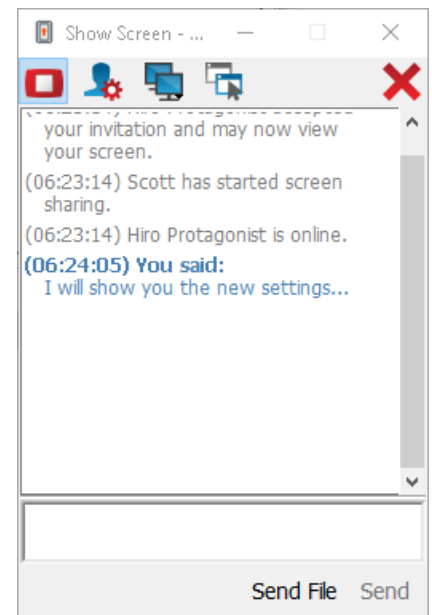 Show Screen - ...
your invitation and may now view
your screen.
(06:23:14) Scott has started screen
sharing.
(06:23:14) Hiro Protagonist is online.
(06:24:05) You said:
I will show you the new settings...
Send File Send